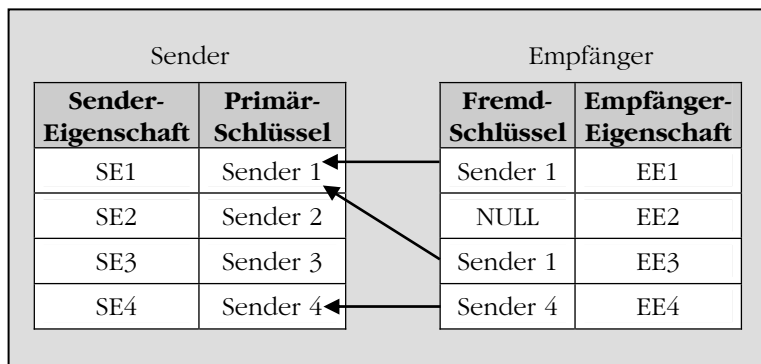 Sender Empfänger
Sender- Primär- Fremd- Empfänger-
Eigenschaft Schlüssel Schlüssel Eigenschaft
SE1 Sender 1 Sender 1 EE1
SE2 Sender 2 NULL EE2
SE3 Sender 3 Sender 1 EE3
SE4 Sender 4 Sender 4 EE4